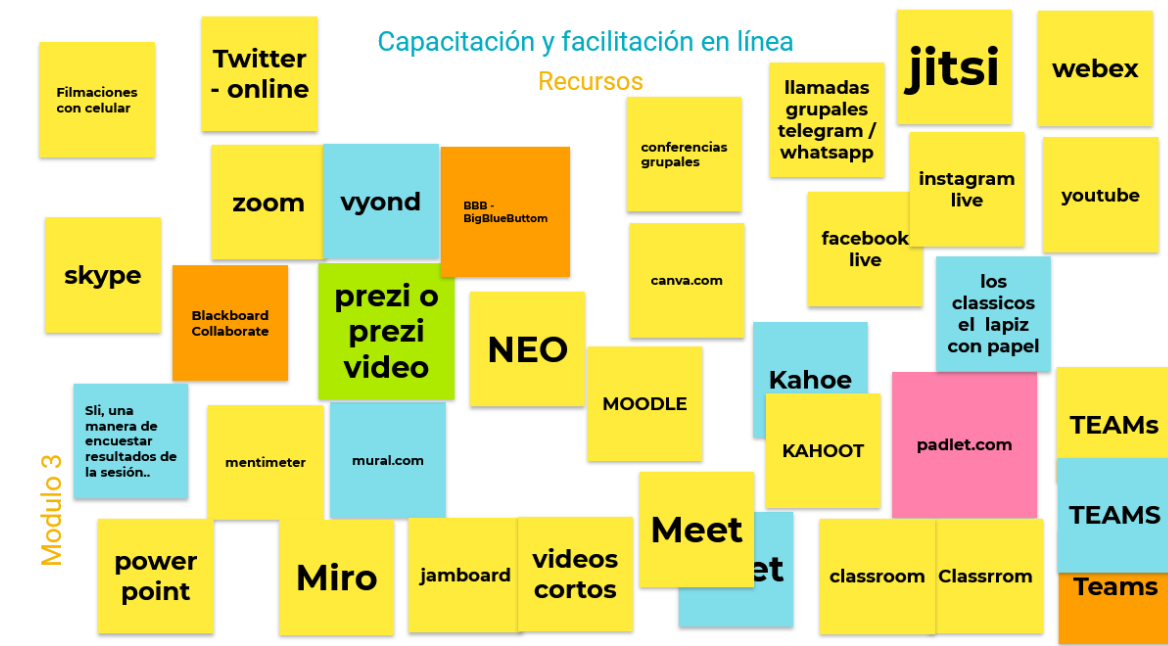 Capacitación y facilitación en línea
Recursos
Modulo 3
Filmaciones
con celular
Twitter
- online
zoom
vyond
BBB -
BigBlueButtom
conferencias
grupales
llamadas
grupales
telegram /
whatsapp
jitsi
webex
instagram
live
youtube
facebook
live
skype
Blackboard
Collaborate
prezi o
prezi
video
NEO
canva.com
los
classicos
el lapiz
con papel
MOODLE
Kahoe
KAHOOT
padlet.com
TEAMs
TEAMS
Teams
Sli, una
manera de
encuestar
resultados de
la sesión..
mentimeter
mural.com
power
point
Miro
jamboard
videos
cortos
Meet
et
classroom
Classrrom